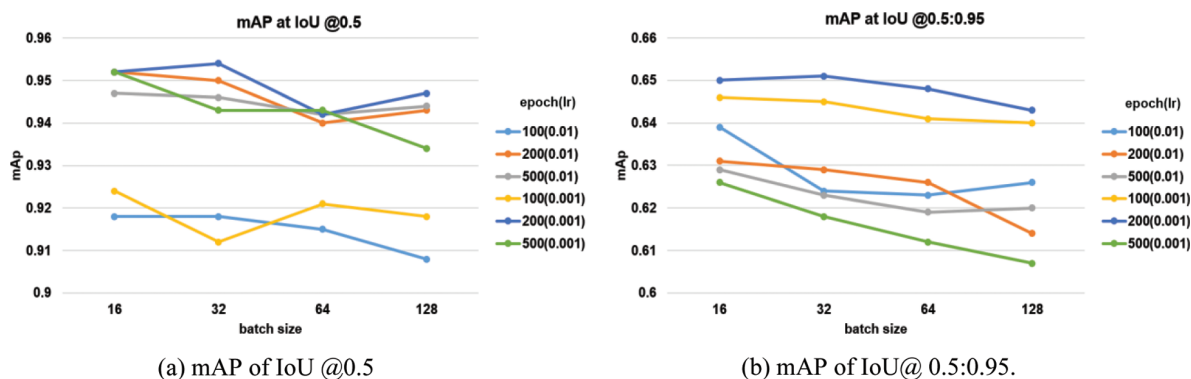 mAP at IoU @0.5
0.96
0.95
0.94
0.93
0.92
0.91
0.9
mAp
16 32 64 128
batch size
epoch(lr)
100(0.01)
200(0.01)
500(0.01)
100(0.001)
200(0.001)
500(0.001)
(a) mAP of IoU @0.5
mAP at IoU @0.5:0.95
0.66
0.65
0.64
0.63
0.62
0.61
0.6
mAp
16 32 64 128
batch size
epoch(lr)
100(0.01)
200(0.01)
500(0.01)
100(0.001)
200(0.001)
500(0.001)
(b) mAP of IoU@ 0.5:0.95.